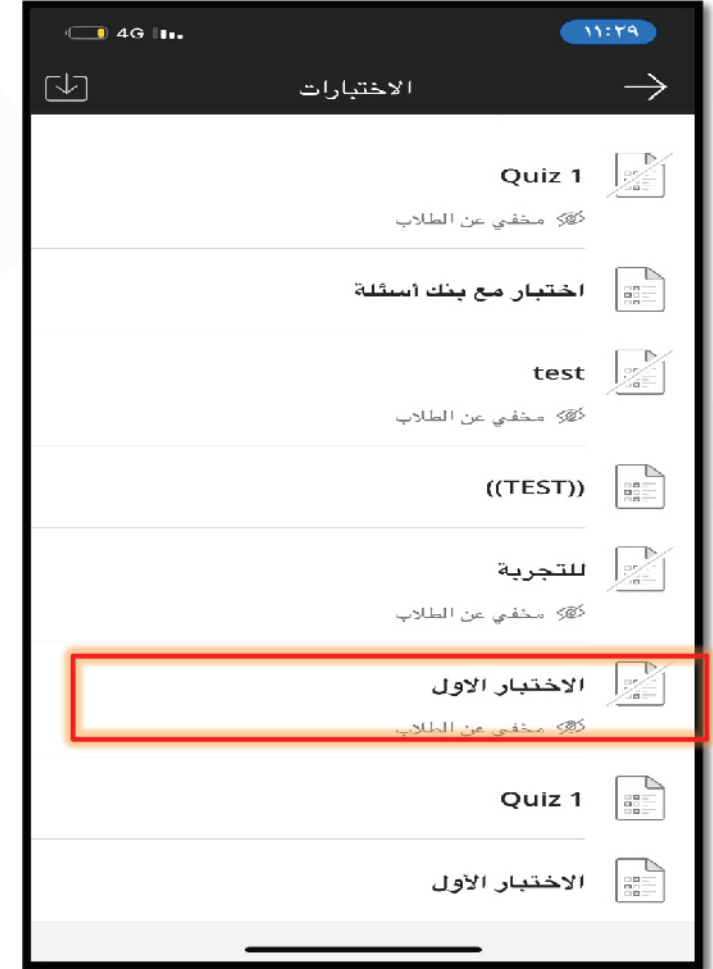 4G ١١:٢٩
الاختبارات
Quiz 1
مخفي عن الطلاب
اختبار مع بنك أسئلة
test
مخفي عن الطلاب
((TEST))
للتجربة
مخفي عن الطلاب
الاختبار الاول
مخفي عن الطلاب
Quiz 1
الاختبار الأول